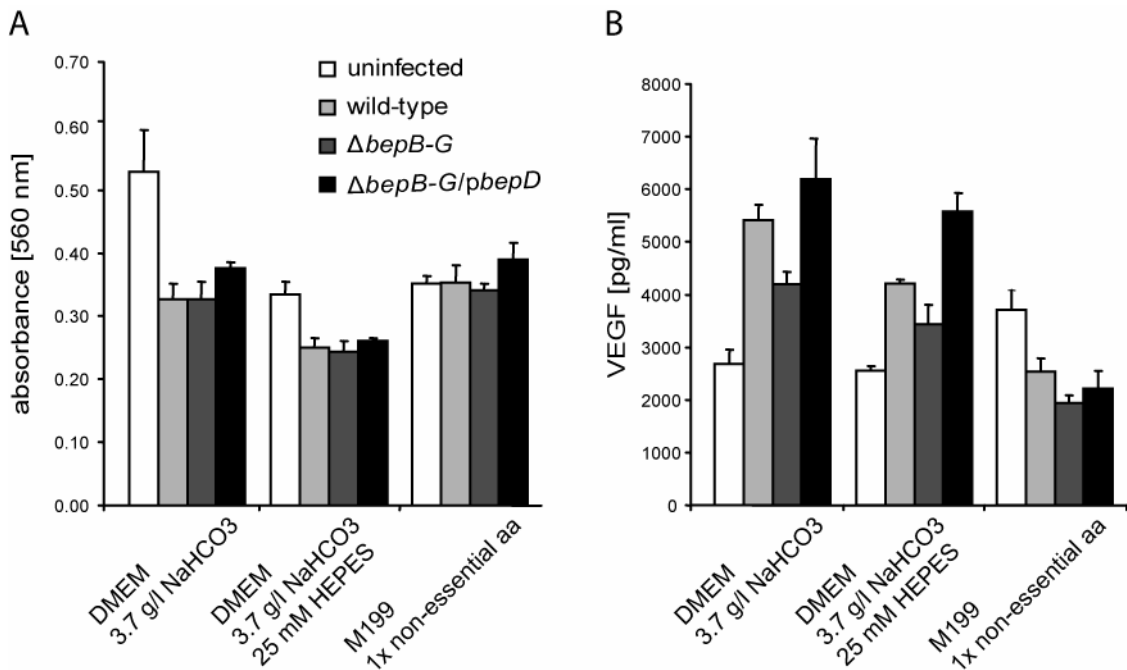 A
0.70
0.60
0.50
0.40
0.30
0.20
0.10
0.00
absorbance [560 nm]
uninfected
wild-type
ΔbepB-G
ΔbepB-G/pbepD
DMEM
3.7 g/l NaHCO3
DMEM
3.7 g/l NaHCO3
25 mM HEPES
M199
1x non-essential aa
B
8000
7000
6000
5000
4000
3000
2000
1000
0
VEGF [pg/ml]
DMEM
3.7 g/l NaHCO3
DMEM
3.7 g/l NaHCO3
25 mM HEPES
M199
1x non-essential aa